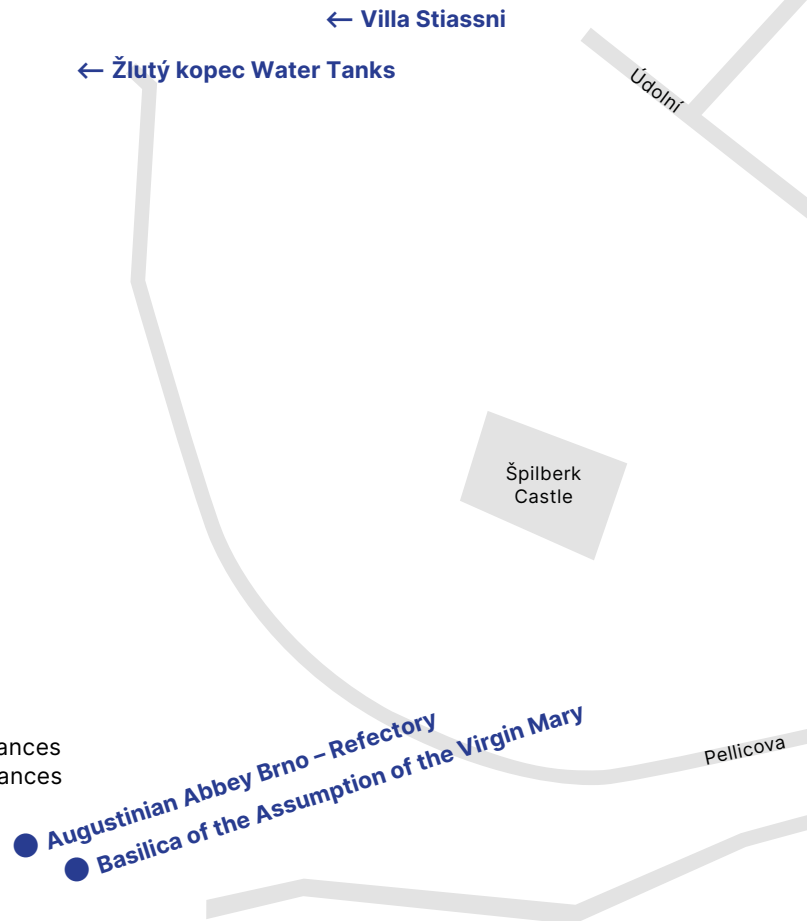 ← Villa Stiassni
← Žlutý kopec Water Tanks
Údolní
Špilberk
Castle
Augustinian Abbey Brno – Refectory
Basilica of the Assumption of the Virgin Mary
Pellicova
ances
ances